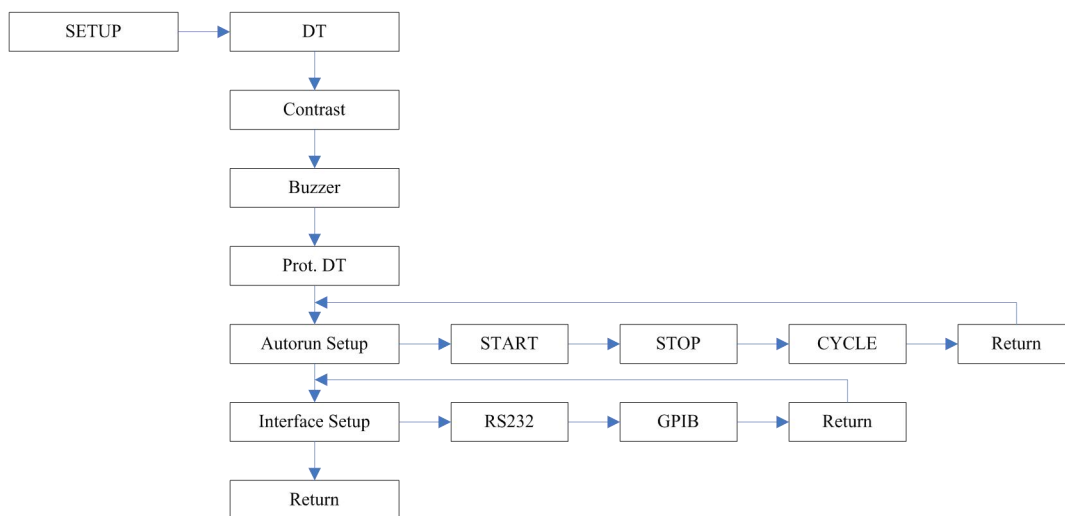 SETUP
DT
Contrast
Buzzer
Prot. DT
Autorun Setup
START
STOP
CYCLE
Return
Interface Setup
RS232
GPIB
Return
Return